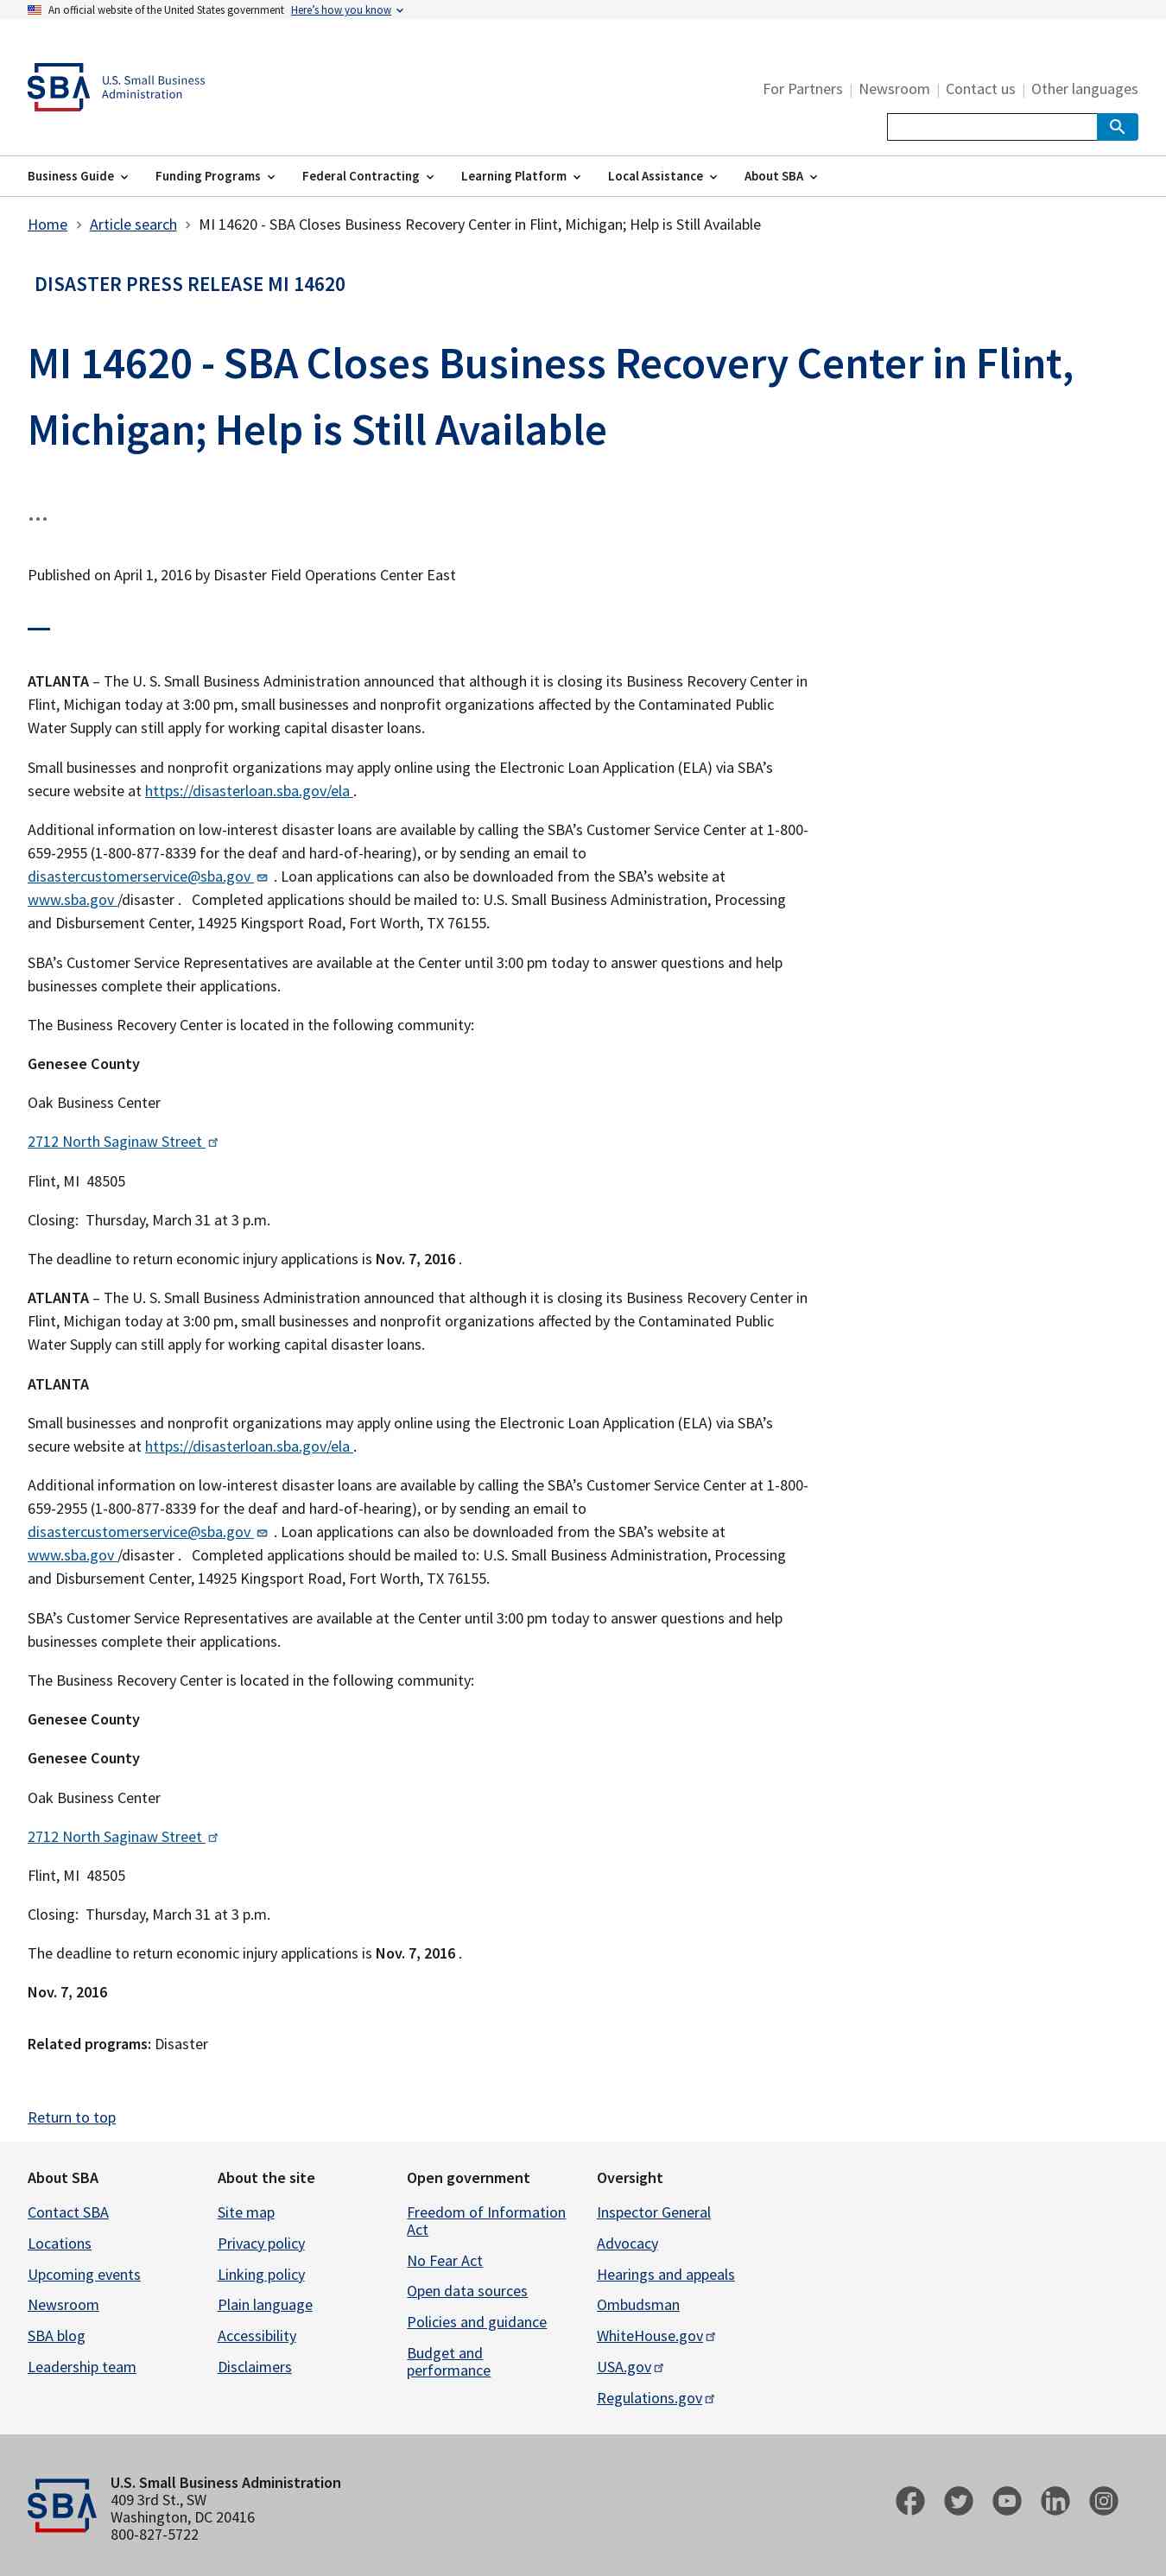 An official website of the United States government Here’s how you know
SBA U.S. Small Business
Administration
For Partners | Newsroom | Contact us | Other languages
Business Guide Funding Programs Federal Contracting Learning Platform Local Assistance About SBA
Home Article search MI 14620 - SBA Closes Business Recovery Center in Flint, Michigan; Help is Still Available
DISASTER PRESS RELEASE MI 14620
MI 14620 - SBA Closes Business Recovery Center in Flint,
Michigan; Help is Still Available
...
Published on April 1, 2016 by Disaster Field Operations Center East
ATLANTA – The U. S. Small Business Administration announced that although it is closing its Business Recovery Center in
Flint, Michigan today at 3:00 pm, small businesses and nonprofit organizations affected by the Contaminated Public
Water Supply can still apply for working capital disaster loans.
Small businesses and nonprofit organizations may apply online using the Electronic Loan Application (ELA) via SBA’s
secure website at https://disasterloan.sba.gov/ela .
Additional information on low-interest disaster loans are available by calling the SBA’s Customer Service Center at 1-800-
659-2955 (1-800-877-8339 for the deaf and hard-of-hearing), or by sending an email to
disastercustomerservice@sba.gov . Loan applications can also be downloaded from the SBA’s website at
www.sba.gov /disaster . Completed applications should be mailed to: U.S. Small Business Administration, Processing
and Disbursement Center, 14925 Kingsport Road, Fort Worth, TX 76155.
SBA’s Customer Service Representatives are available at the Center until 3:00 pm today to answer questions and help
businesses complete their applications.
The Business Recovery Center is located in the following community:
Genesee County
Oak Business Center
2712 North Saginaw Street
Flint, MI 48505
Closing: Thursday, March 31 at 3 p.m.
The deadline to return economic injury applications is Nov. 7, 2016 .
ATLANTA – The U. S. Small Business Administration announced that although it is closing its Business Recovery Center in
Flint, Michigan today at 3:00 pm, small businesses and nonprofit organizations affected by the Contaminated Public
Water Supply can still apply for working capital disaster loans.
ATLANTA
Small businesses and nonprofit organizations may apply online using the Electronic Loan Application (ELA) via SBA’s
secure website at https://disasterloan.sba.gov/ela .
Additional information on low-interest disaster loans are available by calling the SBA’s Customer Service Center at 1-800-
659-2955 (1-800-877-8339 for the deaf and hard-of-hearing), or by sending an email to
disastercustomerservice@sba.gov . Loan applications can also be downloaded from the SBA’s website at
www.sba.gov /disaster . Completed applications should be mailed to: U.S. Small Business Administration, Processing
and Disbursement Center, 14925 Kingsport Road, Fort Worth, TX 76155.
SBA’s Customer Service Representatives are available at the Center until 3:00 pm today to answer questions and help
businesses complete their applications.
The Business Recovery Center is located in the following community:
Genesee County
Genesee County
Oak Business Center
2712 North Saginaw Street
Flint, MI 48505
Closing: Thursday, March 31 at 3 p.m.
The deadline to return economic injury applications is Nov. 7, 2016 .
Nov. 7, 2016
Related programs: Disaster
Return to top
About SBA
Contact SBA
Locations
Upcoming events
Newsroom
SBA blog
Leadership team
About the site
Site map
Privacy policy
Linking policy
Plain language
Accessibility
Disclaimers
Open government
Freedom of Information
Act
No Fear Act
Open data sources
Policies and guidance
Budget and
performance
Oversight
Inspector General
Advocacy
Hearings and appeals
Ombudsman
WhiteHouse.gov
USA.gov
Regulations.gov
SBA
U.S. Small Business Administration
409 3rd St., SW
Washington, DC 20416
800-827-5722